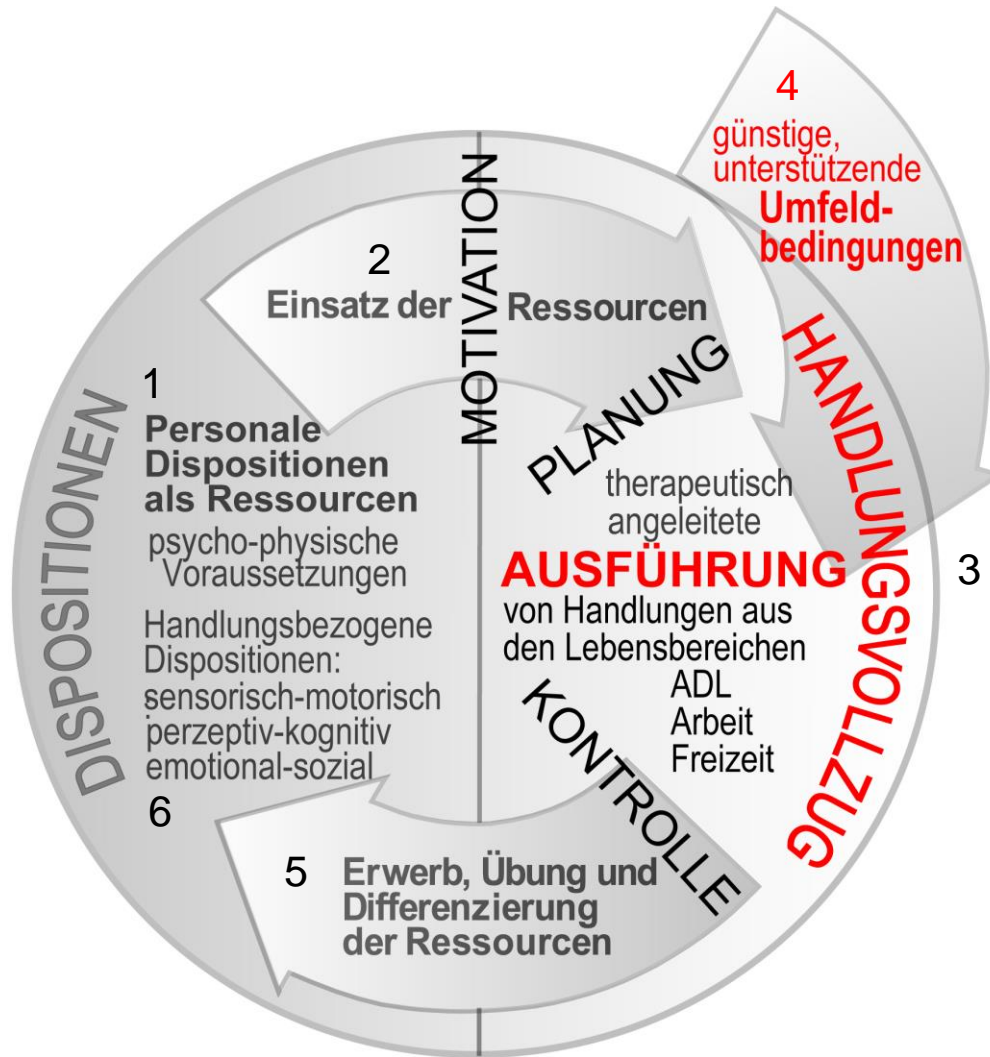 4
günstige,
unterstützende
Umfeld-
bedingungen
MOTIVATION
2
Einsatz der Ressourcen
PLANUNG
HANDLUNGSVOLLZUG
DISPOSITIONEN
1
Personale
Dispositionen
als Ressourcen
psycho-physische
Voraussetzungen
Handlungsbezogene
Dispositionen:
sensorisch-motorisch
perzeptiv-kognitiv
emotional-sozial
6
therapeutisch
angeleitete
AUSFÜHRUNG
3
von Handlungen aus
den Lebensbereichen
ADL
Arbeit
Freizeit
KONTROLLE
5
Erwerb, Übung und
Differenzierung
der Ressourcen